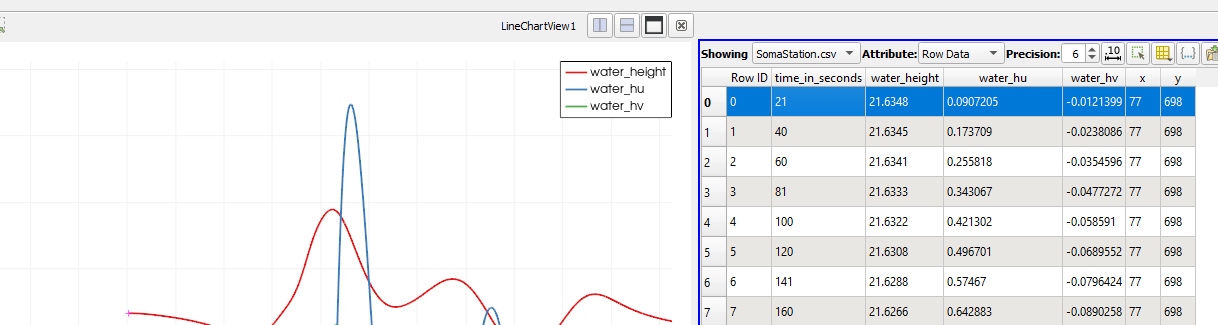 LineChartView1
water_height
water_hu
water_hv
Showing SomaStation.csv Attribute: Row Data Precision: 6 .10
Row ID time_in_seconds water_height water_hu water_hv x y
0 0 21 21.6348 0.0907205 -0.0121399 77 698
1 1 40 21.6345 0.173709 -0.0238086 77 698
2 2 60 21.6341 0.255818 -0.0354596 77 698
3 3 81 21.6333 0.343067 -0.0477272 77 698
4 4 100 21.6322 0.421302 -0.058591 77 698
5 5 120 21.6308 0.496701 -0.0689552 77 698
6 6 141 21.6288 0.57467 -0.0796424 77 698
7 7 160 21.6266 0.642883 -0.0890258 77 698